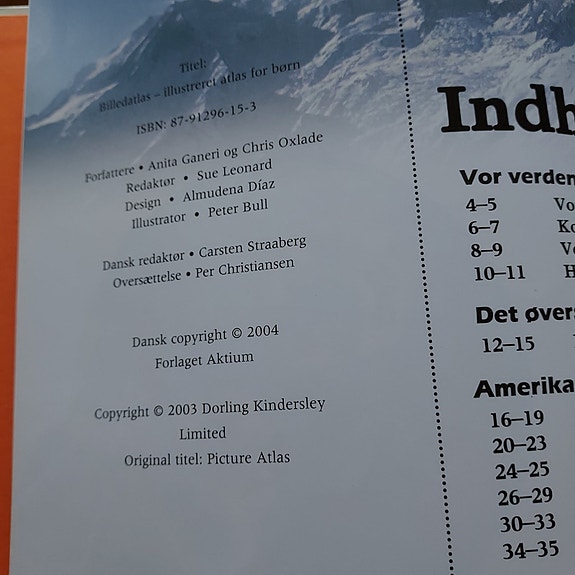 Titel:
Billedatlas – illustreret atlas for børn
ISBN: 87-91296-15-3
Forfattere • Anita Ganeri og Chris Oxlade
Redaktør • Sue Leonard
Design • Almudena Díaz
Illustrator • Peter Bull
Dansk redaktør • Carsten Straaberg
Oversættelse • Per Christiansen
Dansk copyright © 2004
Forlaget Aktium
Copyright © 2003 Dorling Kindersley
Limited
Original titel: Picture Atlas
Vor verden
4–5
6–7
8–9
10–11
Det
12–15
Amerika
16–19
20–23
24–25
26–29
30–33
34–35